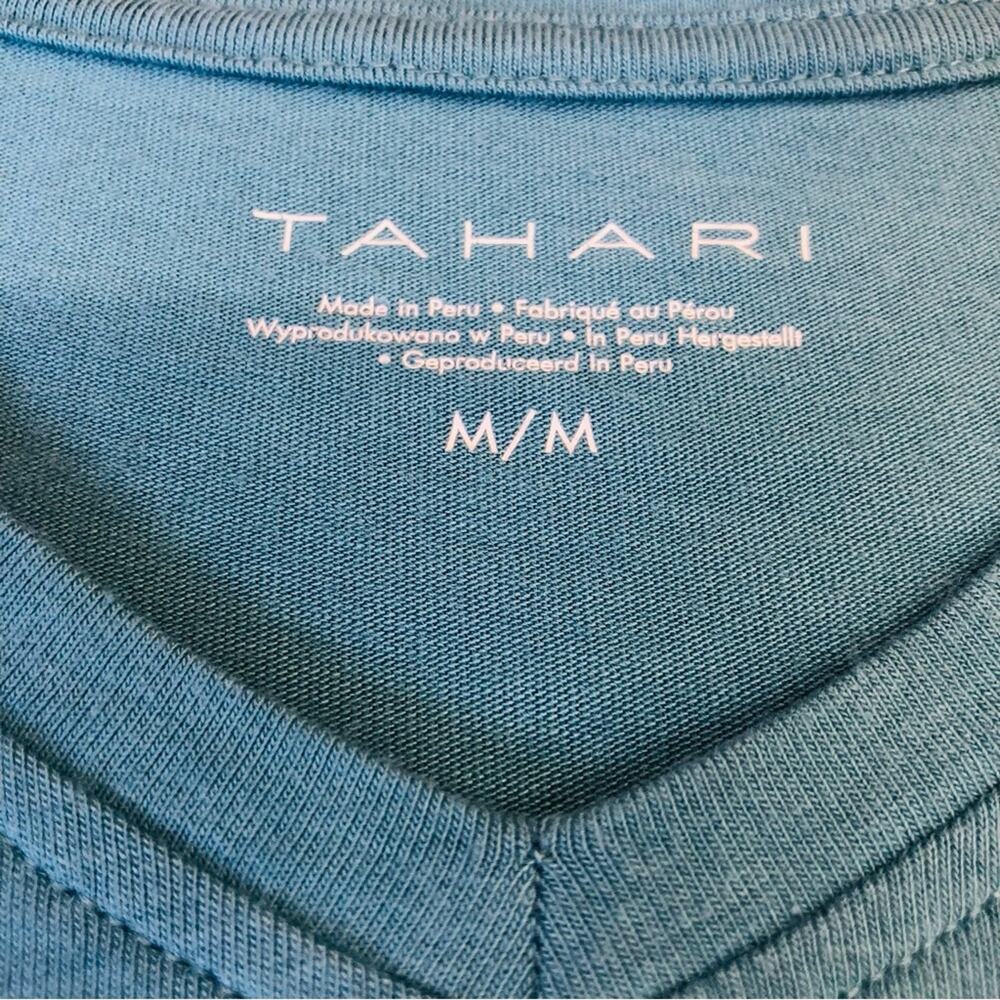 TAHARI
Made in Peru • Fabriqué au Pérou
Wyprodukowano w Peru • In Peru Hergestellt
• Geproduceerd In Peru
M/M